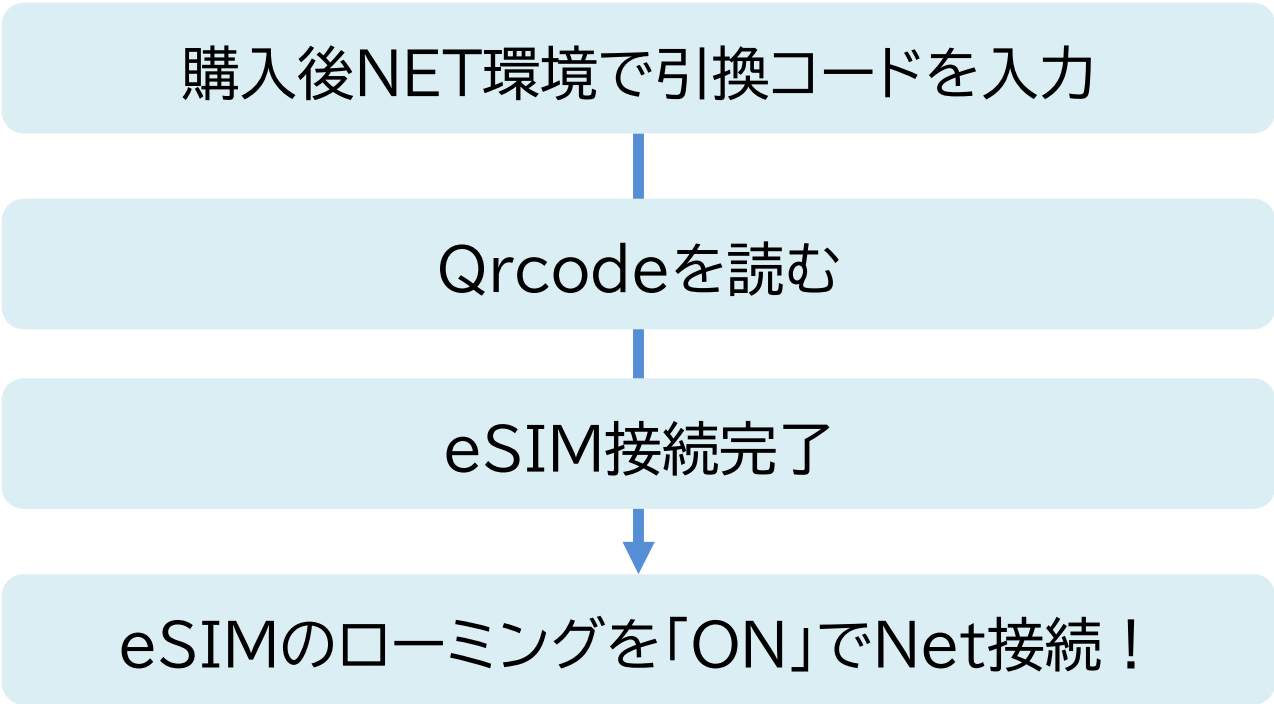 購入後NET環境で引換コードを入力
Qrcodeを読む
eSIM接続完了
eSIMのローミングを｢ON｣でNet接続！